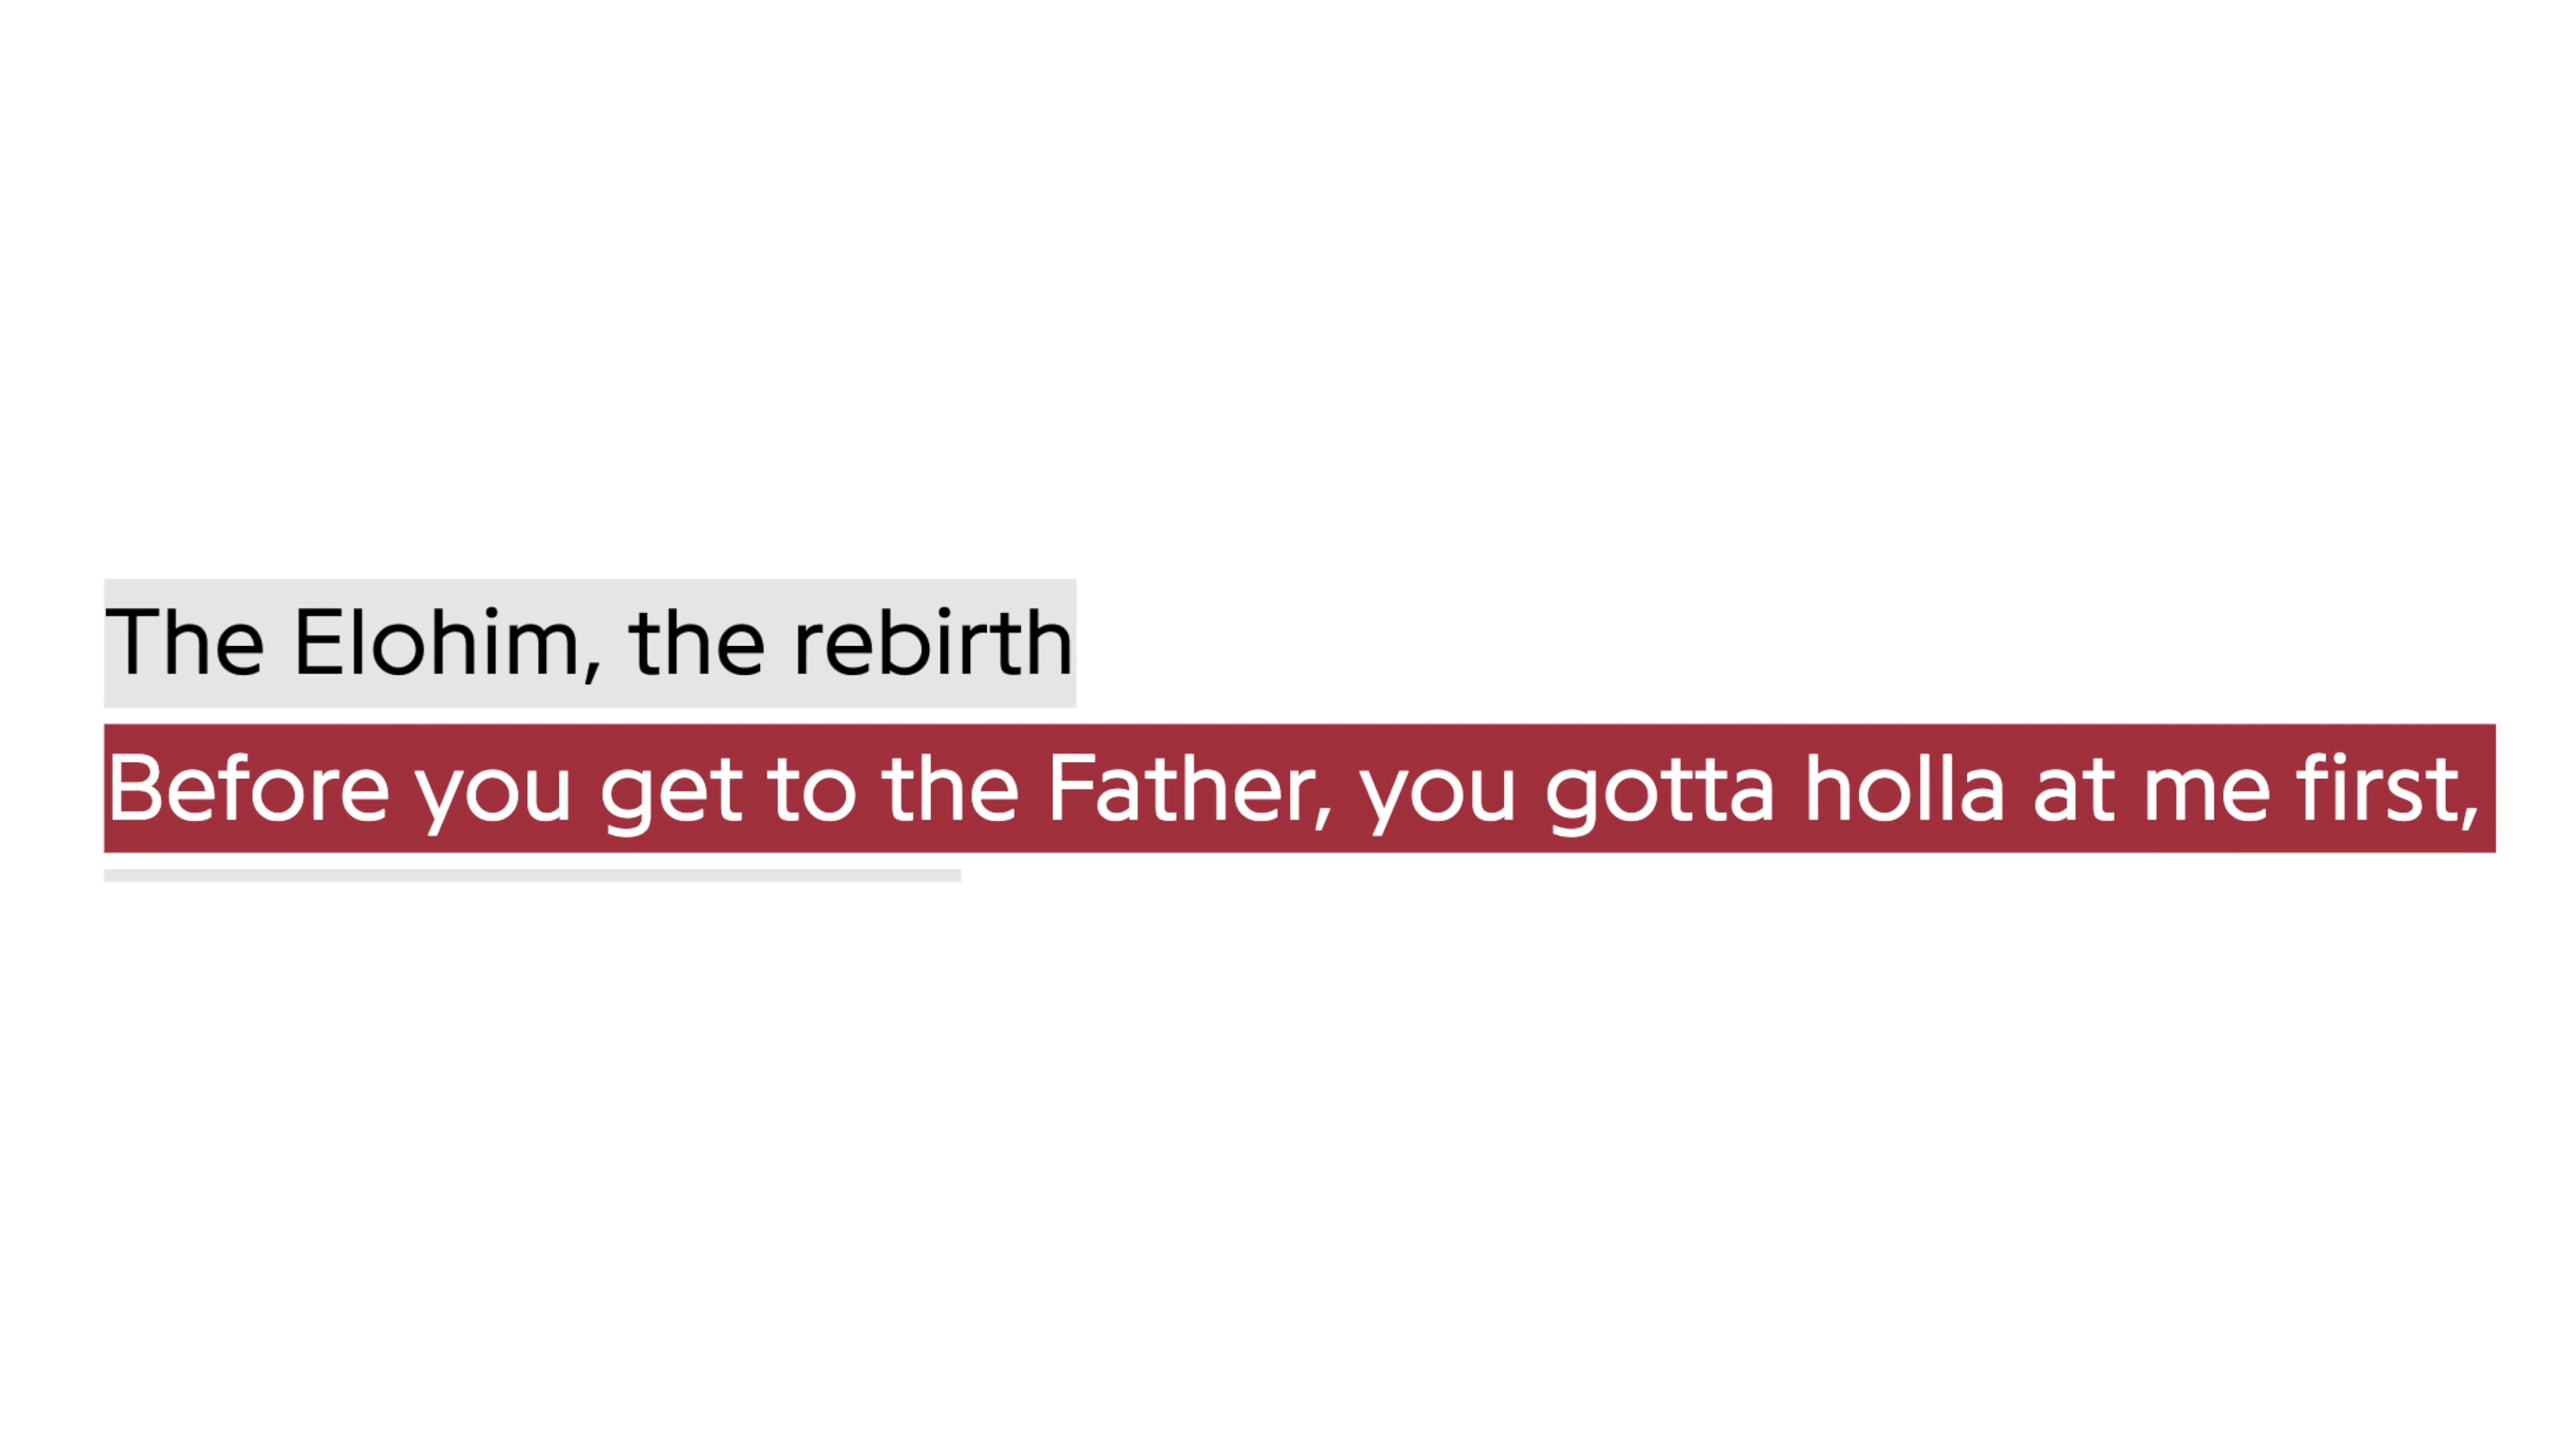 The Elohim, the rebirth
Before you get to the Father, you gotta holla at me first,